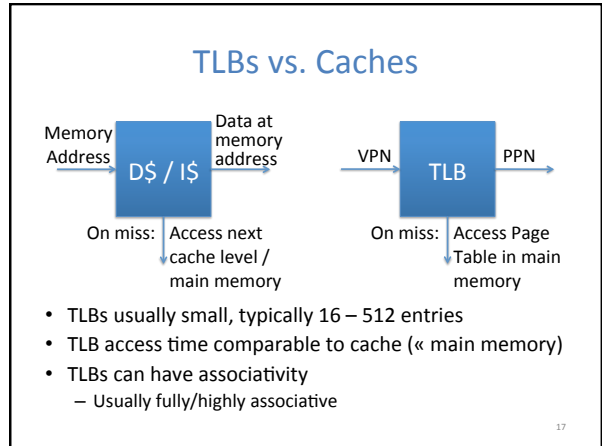 TLBs vs. Caches
Memory
Address
D$ / I$
Data at
memory
address
On miss:
Access next
cache level /
main memory
VPN
TLB
PPN
On miss:
Access Page
Table in main
memory
• TLBs usually small, typically 16 – 512 entries
• TLB access time comparable to cache (« main memory)
• TLBs can have associativity
– Usually fully/highly associative
17